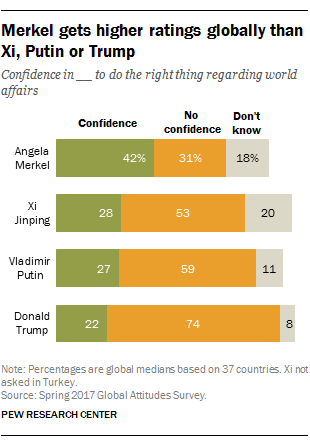 Merkel gets higher ratings globally than
Xi, Putin or Trump
Confidence in __ to do the right thing regarding world
affairs
Confidence
No
confidence
Don't
know
Angela
Merkel
42%
31%
18%
Xi
Jinping
28
53
20
Vladimir
Putin
27
59
11
Donald
Trump
22
74
8
Note: Percentages are global medians based on 37 countries. Xi not
asked in Turkey.
Source: Spring 2017 Global Attitudes Survey.
PEW RESEARCH CENTER